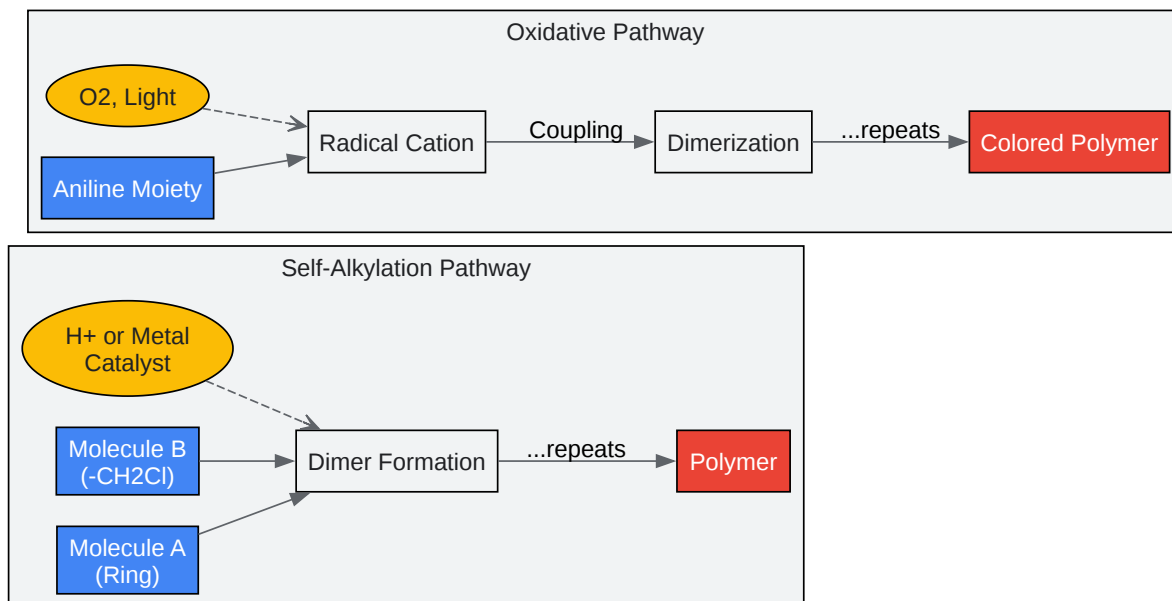 Oxidative Pathway
O2, Light
Aniline Moiety
Radical Cation
Coupling
Dimerization
...repeats
Colored Polymer
Self-Alkylation Pathway
H+ or Metal
Catalyst
Molecule B
(-CH2Cl)
Molecule A
(Ring)
Dimer Formation
...repeats
Polymer